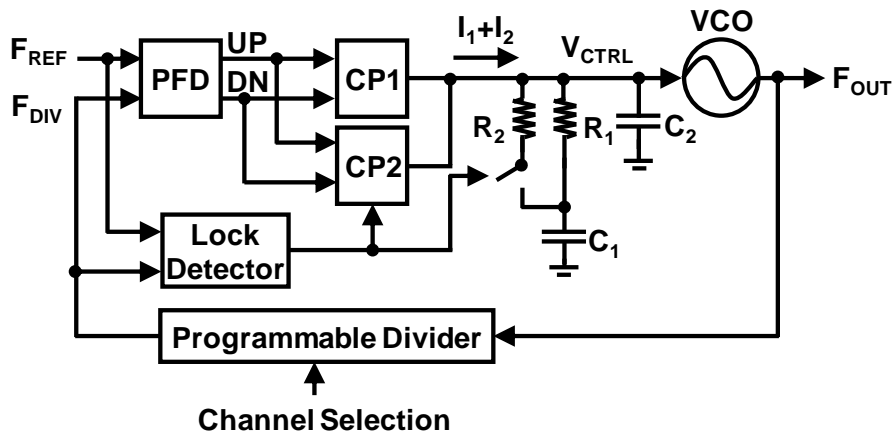 F_REF
F_DIV
PFD
UP
DN
CP1
CP2
I_1+I_2
V_CTRL
VCO
F_OUT
R_2
R_1
C_2
C_1
Lock
Detector
Programmable Divider
Channel Selection